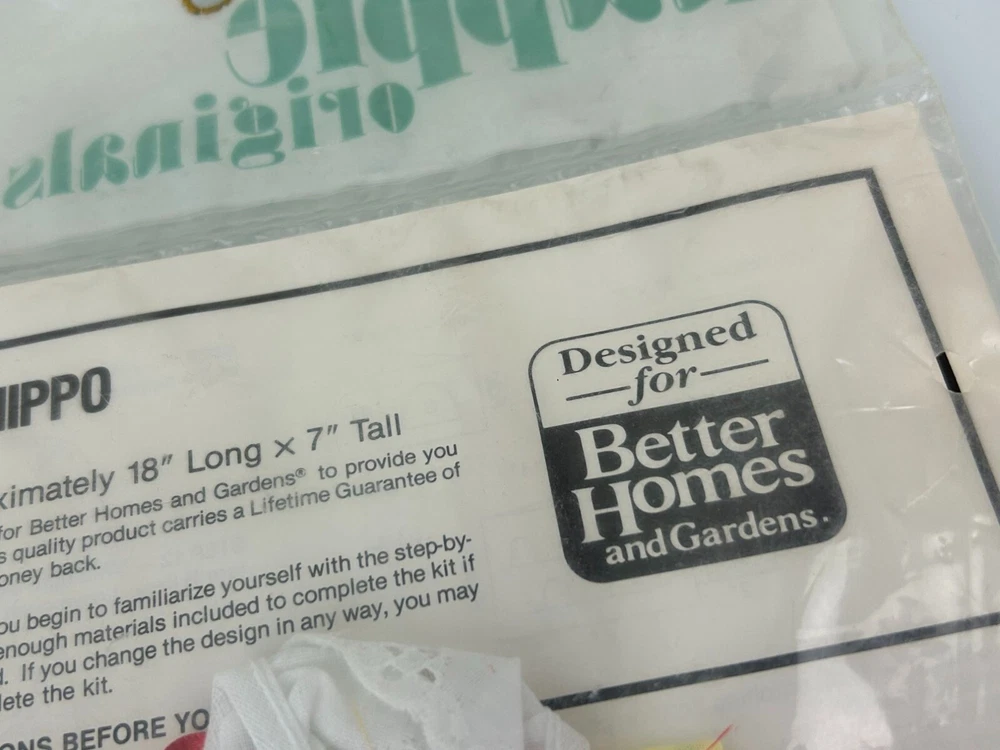 originals
HIPPO
ximately 18" Long × 7" Tall
for Better Homes and Gardens® to provide you
s quality product carries a Lifetime Guarantee of
oney back.
ou begin to familiarize yourself with the step-by-
enough materials included to complete the kit if
d. If you change the design in any way, you may
lete the kit.
ONS BEFORE YO
Designed
for
Better
Homes
and Gardens.